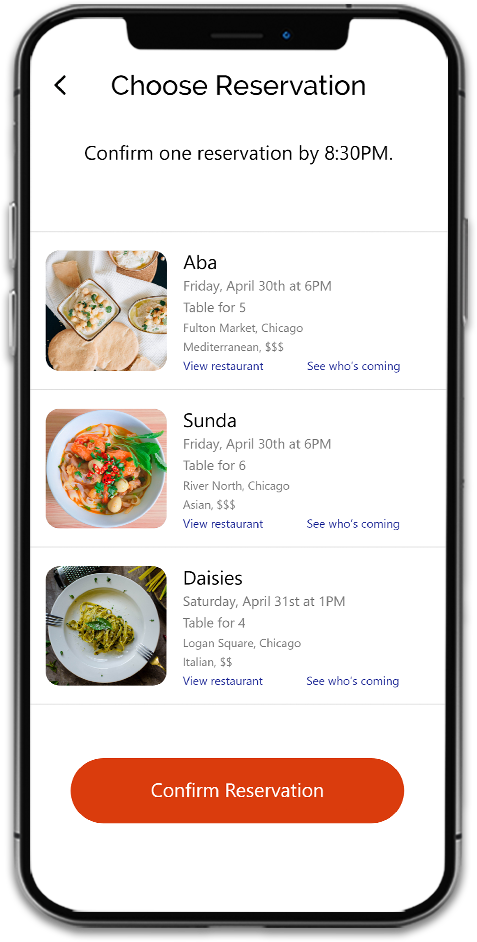 Choose Reservation
Confirm one reservation by 8:30PM.
Aba
Friday, April 30th at 6PM
Table for 5
Fulton Market, Chicago
Mediterranean, $$$
View restaurant See who's coming
Sunda
Friday, April 30th at 6PM
Table for 6
River North, Chicago
Asian, $$$
View restaurant See who's coming
Daisies
Saturday, April 31st at 1PM
Table for 4
Logan Square, Chicago
Italian, $$
View restaurant See who's coming
Confirm Reservation